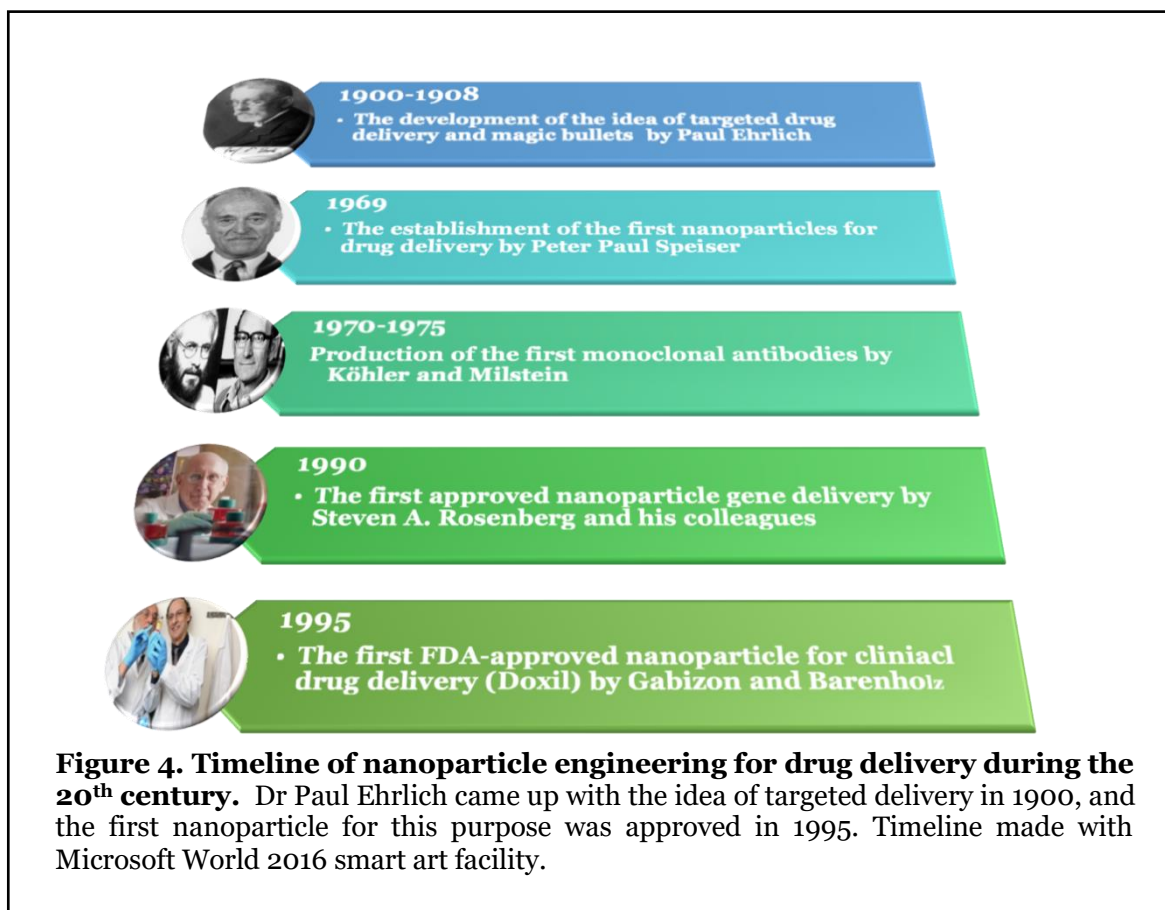 1900-1908
• The development of the idea of targeted drug
delivery and magic bullets by Paul Ehrlich
1969
• The establishment of the first nanoparticles for
drug delivery by Peter Paul Speiser
1970-1975
Production of the first monoclonal antibodies by
Köhler and Milstein
1990
• The first approved nanoparticle gene delivery by
Steven A. Rosenberg and his colleagues
1995
• The first FDA-approved nanoparticle for cliniacl
drug delivery (Doxil) by Gabizon and Barenholz
Figure 4. Timeline of nanoparticle engineering for drug delivery during the
20th century. Dr Paul Ehrlich came up with the idea of targeted delivery in 1900, and
the first nanoparticle for this purpose was approved in 1995. Timeline made with
Microsoft World 2016 smart art facility.